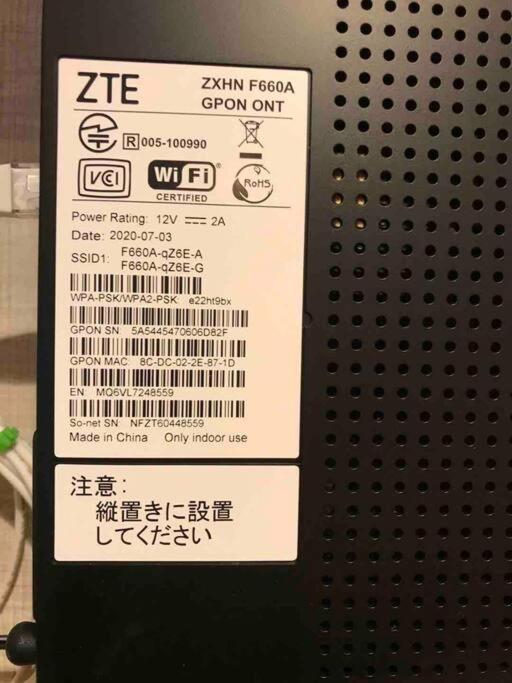 ZTE
ZXHN F660A
GPON ONT
R 005-100990
VCI
Wi Fi
CERTIFIED
RoHS
Power Rating: 12V ⎓ 2A
Date: 2020-07-03
SSID1: F660A-qZ6E-A
F660A-qZ6E-G
WPA-PSK/WPA2-PSK: e22ht9bx
GPON SN: 5A5445470606D82F
GPON MAC: 8C-DC-02-2E-87-1D
EN: MQ6VL7248559
So-net SN: NFZT60448559
Made in China Only indoor use
注意:
縦置きに設置
してください